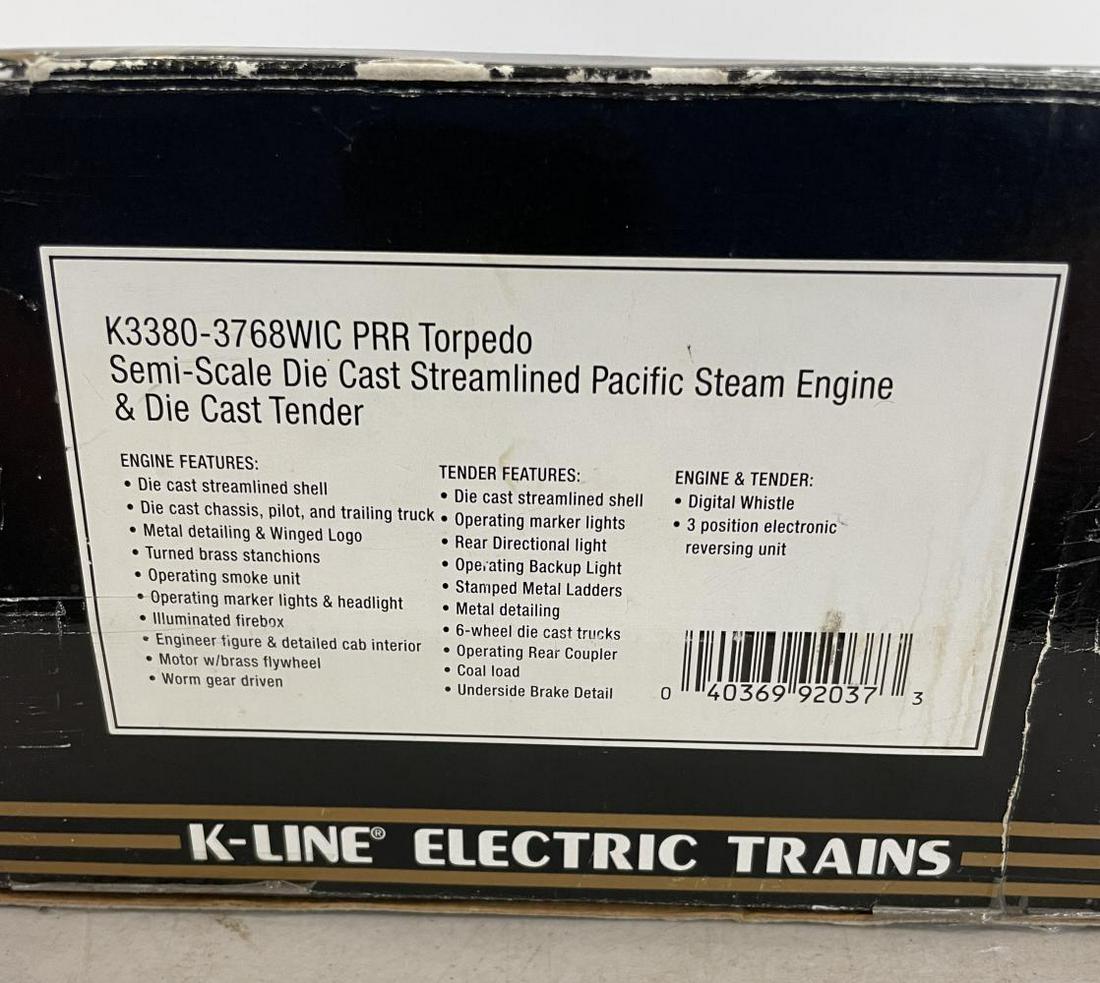 K3380-3768WIC PRR Torpedo
Semi-Scale Die Cast Streamlined Pacific Steam Engine
& Die Cast Tender
ENGINE FEATURES:
• Die cast streamlined shell
• Die cast chassis, pilot, and trailing truck
• Metal detailing & Winged Logo
• Turned brass stanchions
• Operating smoke unit
• Operating marker lights & headlight
• Illuminated firebox
• Engineer figure & detailed cab interior
• Motor w/brass flywheel
• Worm gear driven
TENDER FEATURES:
• Die cast streamlined shell
• Operating marker lights
• Rear Directional light
• Operating Backup Light
• Stamped Metal Ladders
• Metal detailing
• 6-wheel die cast trucks
• Operating Rear Coupler
• Coal load
• Underside Brake Detail
ENGINE & TENDER:
• Digital Whistle
• 3 position electronic
reversing unit
0 40369 92037 3
K-LINE® ELECTRIC TRAINS